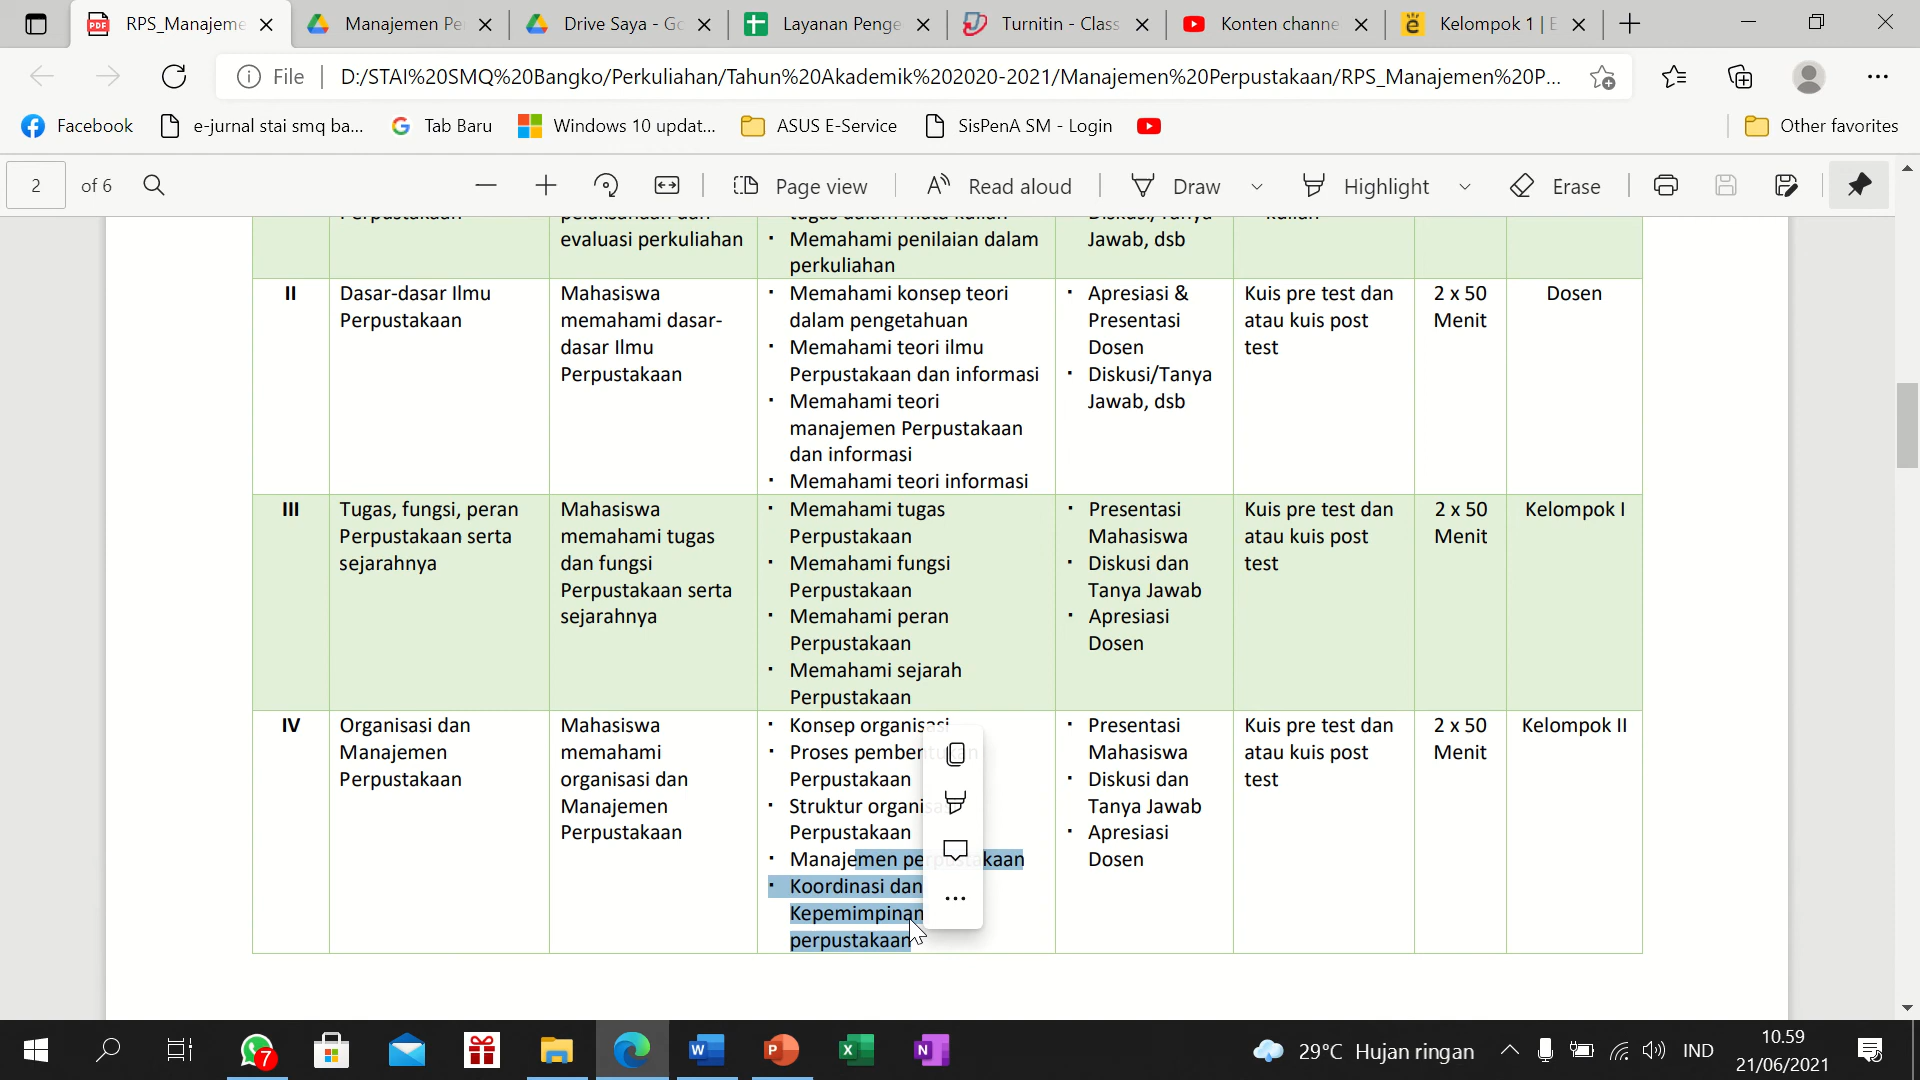 RPS_Manajeme
Manajemen Pe
Drive Saya - Go
Layanan Penge
Turnitin - Class
Konten channe
Kelompok 1 | E
File
D:/STAI%20SMQ%20Bangko/Perkuliahan/Tahun%20Akademik%202020-2021/Manajemen%20Perpustakaan/RPS_Manajemen%20P...
Facebook
e-jurnal stai smq ba...
Tab Baru
Windows 10 updat...
ASUS E-Service
SisPenA SM - Login
Other favorites
2
of 6
Page view
Read aloud
Draw
Highlight
Erase
evaluasi perkuliahan
· Memahami penilaian dalam
perkuliahan
Jawab, dsb
II
Dasar-dasar Ilmu
Perpustakaan
Mahasiswa
memahami dasar-
dasar Ilmu
Perpustakaan
· Memahami konsep teori
dalam pengetahuan
· Memahami teori ilmu
Perpustakaan dan informasi
· Memahami teori
manajemen Perpustakaan
dan informasi
· Memahami teori informasi
· Apresiasi &
Presentasi
Dosen
· Diskusi/Tanya
Jawab, dsb
Kuis pre test dan
atau kuis post
test
2 x 50
Menit
Dosen
III
Tugas, fungsi, peran
Perpustakaan serta
sejarahnya
Mahasiswa
memahami tugas
dan fungsi
Perpustakaan serta
sejarahnya
· Memahami tugas
Perpustakaan
· Memahami fungsi
Perpustakaan
· Memahami peran
Perpustakaan
· Memahami sejarah
Perpustakaan
· Presentasi
Mahasiswa
· Diskusi dan
Tanya Jawab
· Apresiasi
Dosen
Kuis pre test dan
atau kuis post
test
2 x 50
Menit
Kelompok I
IV
Organisasi dan
Manajemen
Perpustakaan
Mahasiswa
memahami
organisasi dan
Manajemen
Perpustakaan
· Konsep organisasi
· Proses pembentukan
Perpustakaan
· Struktur organisa
Perpustakaan
· Manajemen perpustakaan
· Koordinasi dan
Kepemimpinan
perpustakaan
· Presentasi
Mahasiswa
· Diskusi dan
Tanya Jawab
· Apresiasi
Dosen
Kuis pre test dan
atau kuis post
test
2 x 50
Menit
Kelompok II
7
29°C Hujan ringan
IND
10.59
21/06/2021